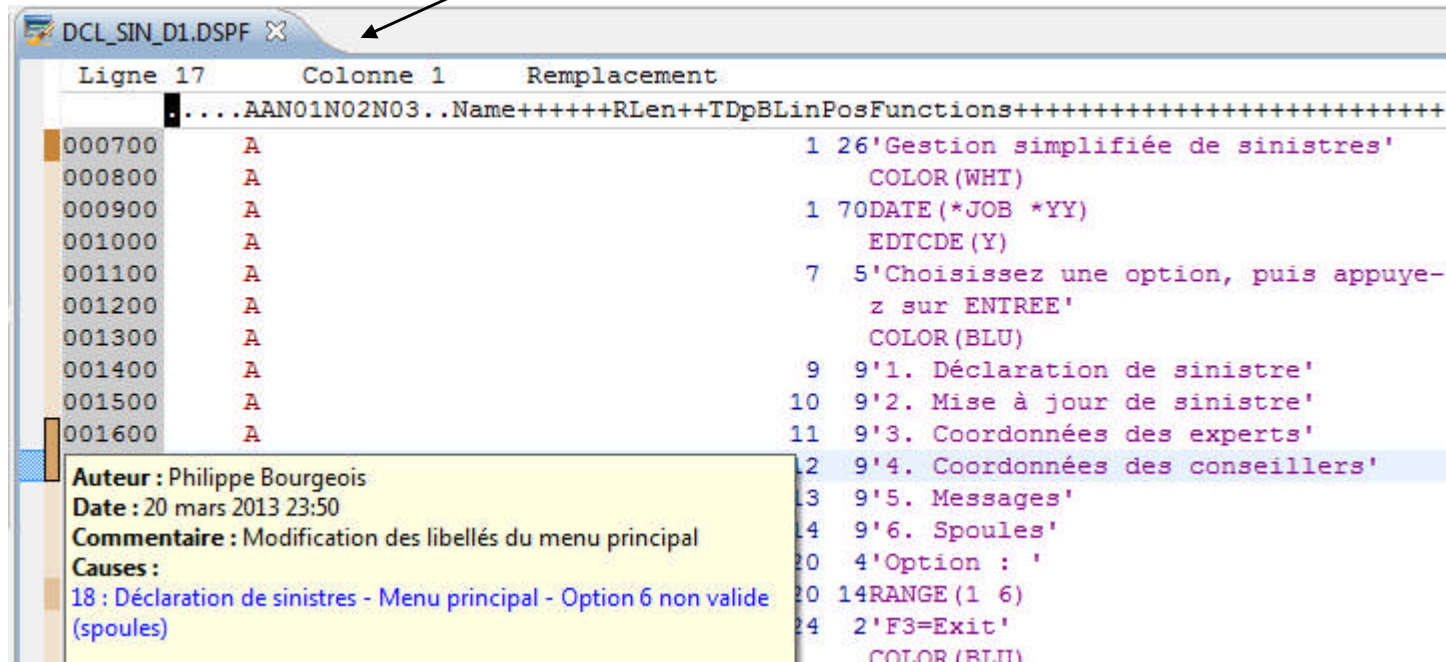 DCL_SIN_D1.DSPF
Ligne 17 Colonne 1 Remplacement
.....AAN01N02N03..Name++++++RLen++TDpBLinPosFunctions+++++++++++++++++++++++++++
000700 A 1 26'Gestion simplifiée de sinistres'
000800 A COLOR(WHT)
000900 A 1 70DATE(*JOB *YY)
001000 A EDTCDE(Y)
001100 A 7 5'Choisissez une option, puis appuye-
001200 A z sur ENTREE'
001300 A COLOR(BLU)
001400 A 9 9'1. Déclaration de sinistre'
001500 A 10 9'2. Mise à jour de sinistre'
001600 A 11 9'3. Coordonnées des experts'
12 9'4. Coordonnées des conseillers'
13 9'5. Messages'
14 9'6. Spoules'
20 4'Option : '
20 14RANGE(1 6)
24 2'F3=Exit'
COLOR(BLU)
Auteur : Philippe Bourgeois
Date : 20 mars 2013 23:50
Commentaire : Modification des libellés du menu principal
Causes :
18 : Déclaration de sinistres - Menu principal - Option 6 non valide
(spoules)